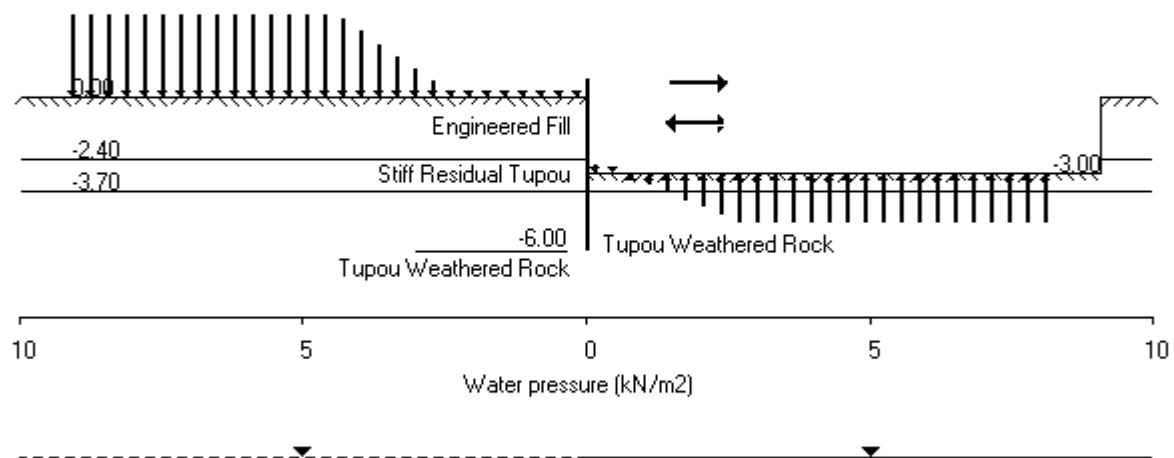 0.00
Engineered Fill
-2.40
-3.00
Stiff Residual Tupou
-3.70
-6.00
Tupou Weathered Rock
Tupou Weathered Rock
10 5 0 5 10
Water pressure (kN/m2)